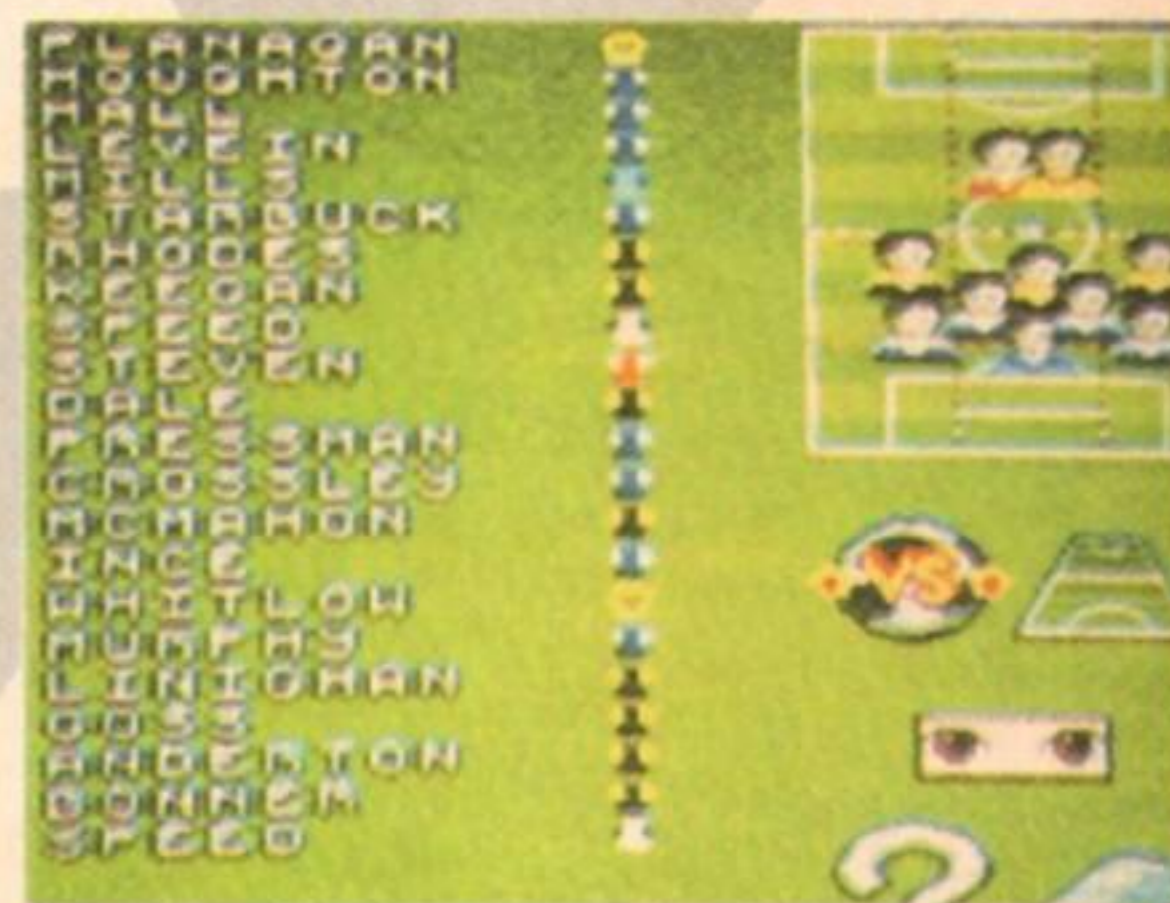 FLANAGAN
HOUGHTON
HALL
LEVEIN
MILLS
STARBUCK
RHODES
KEEGAN
SPEED
STEVEN
DALE
PRESSMAN
CROSSLEY
MCMAHON
INCE
WHITLOW
MURPHY
LINIGHAN
GOSS
ANDERTON
BONNER
SPEED
VS
?